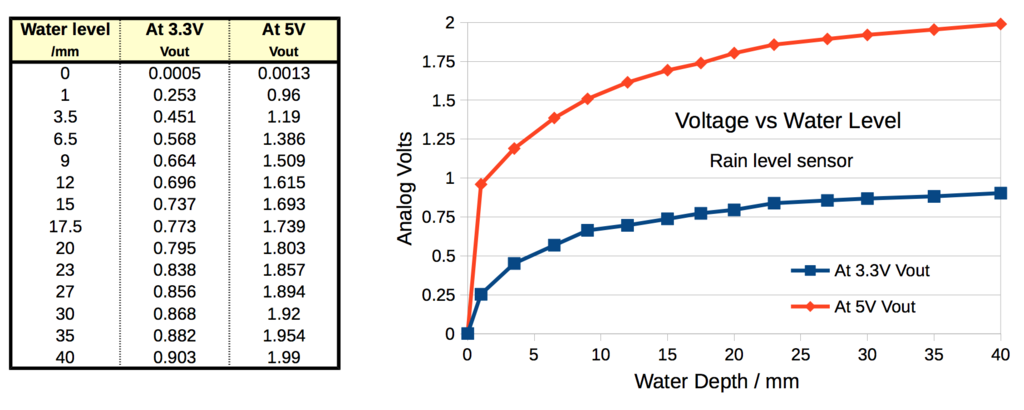 Water level At 3.3V At 5V
/mm Vout Vout
0 0.0005 0.0013
1 0.253 0.96
3.5 0.451 1.19
6.5 0.568 1.386
9 0.664 1.509
12 0.696 1.615
15 0.737 1.693
17.5 0.773 1.739
20 0.795 1.803
23 0.838 1.857
27 0.856 1.894
30 0.868 1.92
35 0.882 1.954
40 0.903 1.99
Voltage vs Water Level
Rain level sensor
Analog Volts
2
1.75
1.5
1.25
1
0.75
0.5
0.25
0
At 3.3V Vout
At 5V Vout
0 5 10 15 20 25 30 35 40
Water Depth / mm